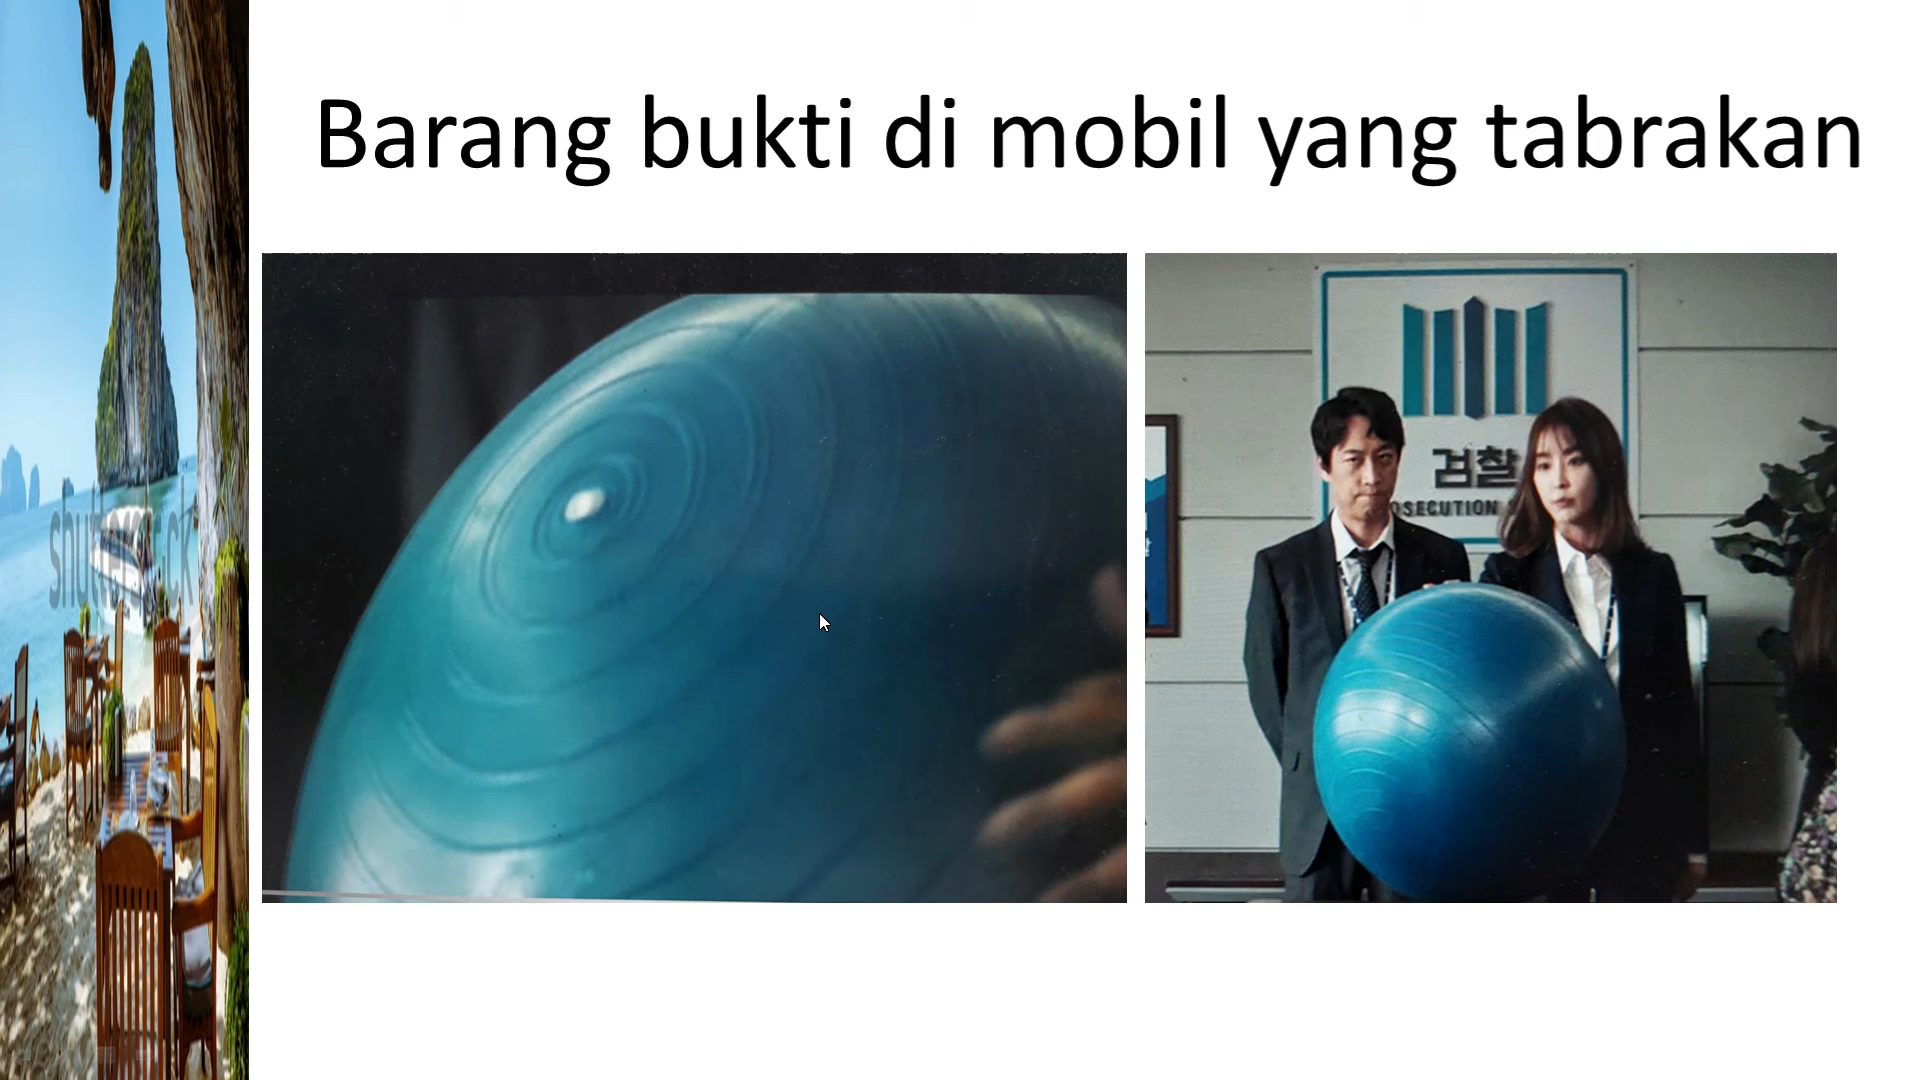 Barang bukti di mobil yang tabrakan
검찰
OSECUTION